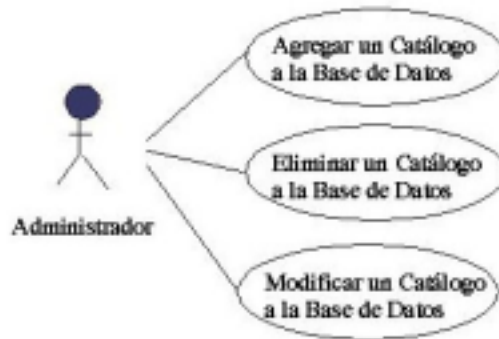 Agregar un Catálogo
a la Base de Datos
Eliminar un Catálogo
a la Base de Datos
Administrador
Modificar un Catálogo
a la Base de Datos